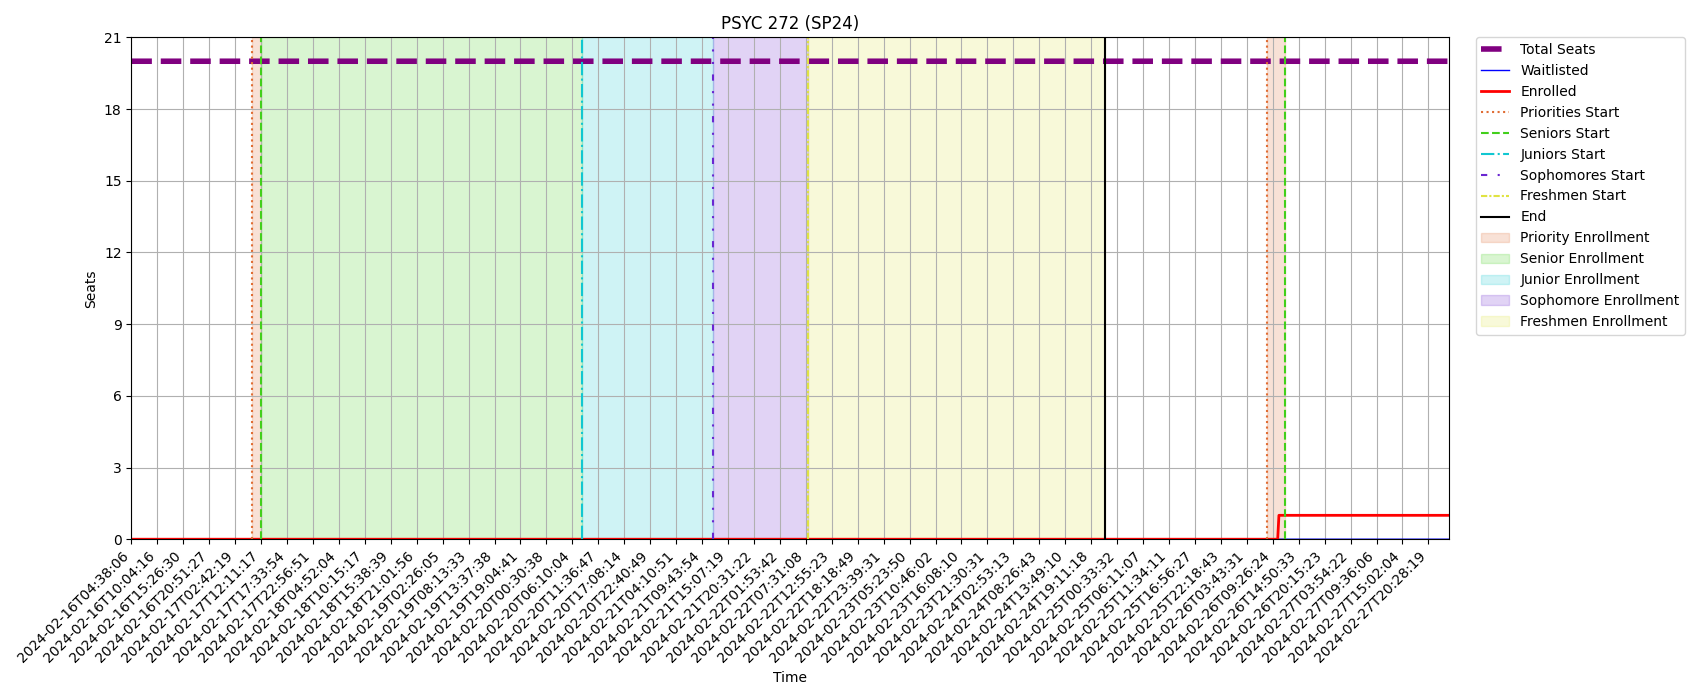 PSYC 272 (SP24)
21
18
15
12
9
6
3
0
Seats
2024-02-16T04:38:06
2024-02-16T10:04:16
2024-02-16T15:26:30
2024-02-16T20:51:27
2024-02-17T02:42:19
2024-02-17T12:11:17
2024-02-17T17:33:54
2024-02-17T22:56:51
2024-02-18T04:52:04
2024-02-18T10:15:17
2024-02-18T15:38:39
2024-02-18T21:01:56
2024-02-19T02:26:05
2024-02-19T08:13:33
2024-02-19T13:37:38
2024-02-19T19:04:41
2024-02-20T00:30:38
2024-02-20T06:10:04
2024-02-20T11:36:47
2024-02-20T17:08:14
2024-02-20T22:40:49
2024-02-21T04:10:51
2024-02-21T09:43:54
2024-02-21T15:07:19
2024-02-21T20:31:22
2024-02-22T01:53:42
2024-02-22T07:31:08
2024-02-22T12:55:23
2024-02-22T18:18:49
2024-02-22T23:39:31
2024-02-23T05:23:50
2024-02-23T10:46:02
2024-02-23T16:08:10
2024-02-23T21:30:31
2024-02-24T02:53:13
2024-02-24T08:26:43
2024-02-24T13:49:10
2024-02-24T19:11:18
2024-02-25T00:33:32
2024-02-25T06:11:07
2024-02-25T11:34:11
2024-02-25T16:56:27
2024-02-25T22:18:43
2024-02-26T03:43:31
2024-02-26T09:26:24
2024-02-26T14:50:33
2024-02-26T20:15:23
2024-02-27T03:54:22
2024-02-27T09:36:06
2024-02-27T15:02:04
2024-02-27T20:28:19
Time
Total Seats
Waitlisted
Enrolled
Priorities Start
Seniors Start
Juniors Start
Sophomores Start
Freshmen Start
End
Priority Enrollment
Senior Enrollment
Junior Enrollment
Sophomore Enrollment
Freshmen Enrollment